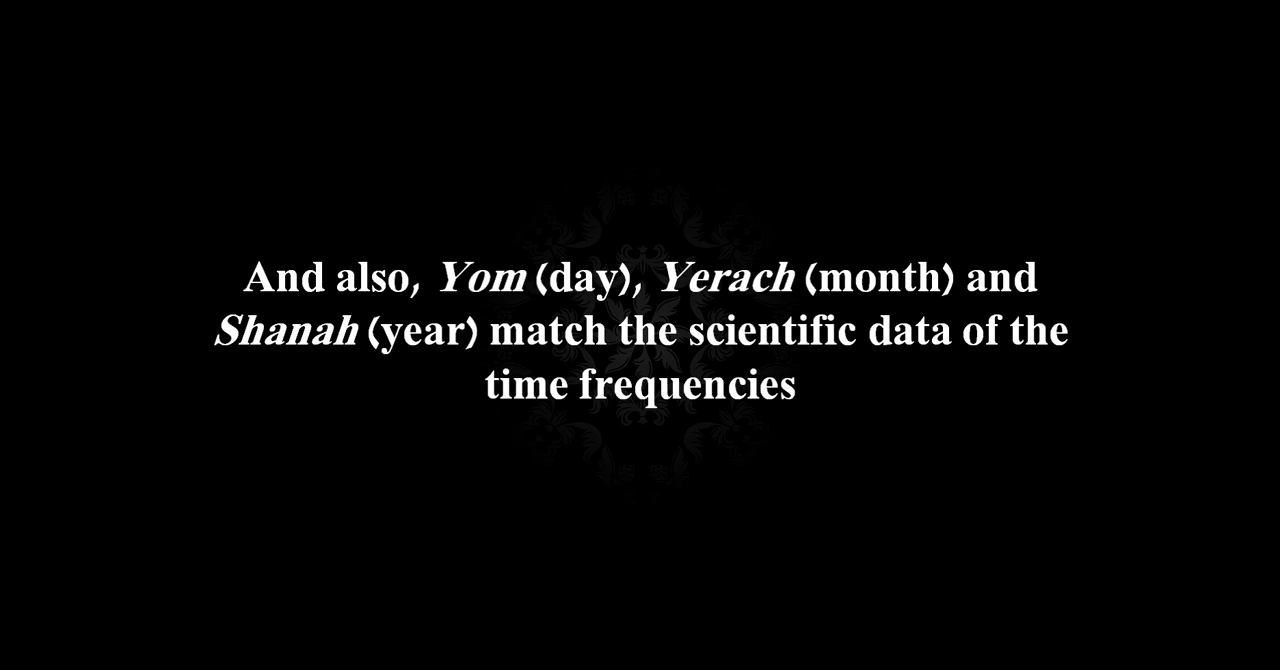 And also, Yom (day), Yerach (month) and
Shanah (year) match the scientific data of the
time frequencies